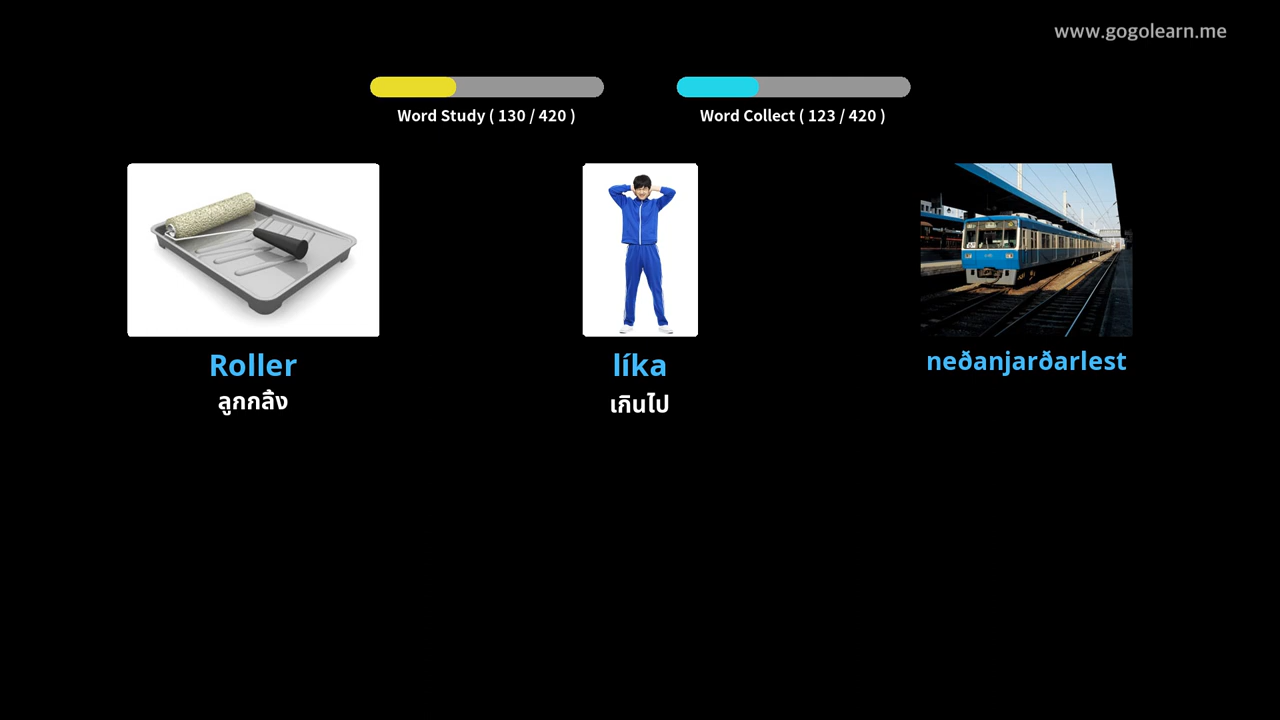 www.gogolearn.me
Word Study ( 130 / 420 )
Word Collect ( 123 / 420 )
Roller
ลูกกลิ้ง
líka
เกินไป
neðanjarðarlest